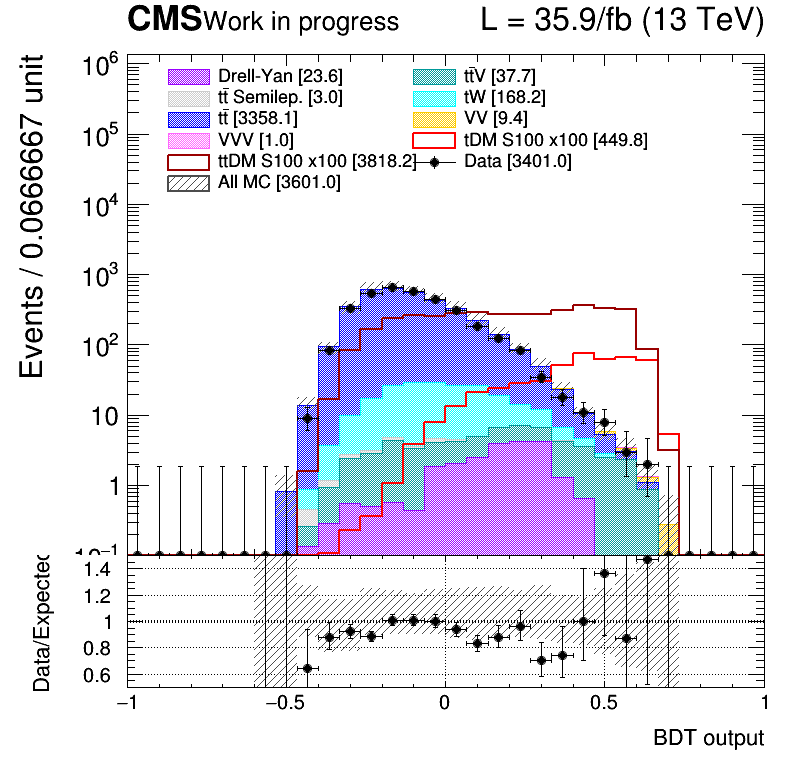 CMS Work in progress L = 35.9/fb (13 TeV)
Events / 0.0666667 unit
10⁶
10⁵
10⁴
10³
10²
10
1
10⁻¹
Drell-Yan [23.6]
tt̄V [37.7]
tt̄ Semilep. [3.0]
tW [168.2]
tt̄ [3358.1]
VV [9.4]
VVV [1.0]
tDM S100 x100 [449.8]
ttDM S100 x100 [3818.2]
Data [3401.0]
All MC [3601.0]
Data/Expected
1.4
1.2
1
0.8
0.6
−1 −0.5 0 0.5 1
BDT output